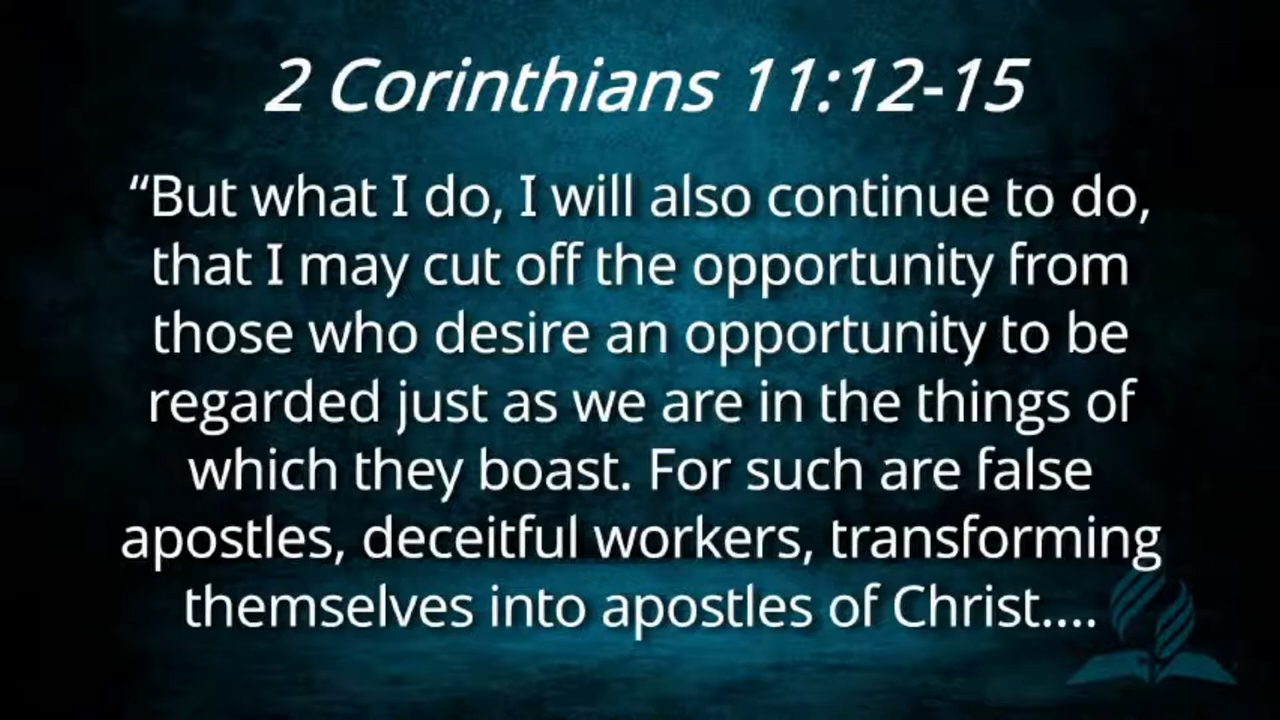 2 Corinthians 11:12-15
“But what I do, I will also continue to do,
that I may cut off the opportunity from
those who desire an opportunity to be
regarded just as we are in the things of
which they boast. For such are false
apostles, deceitful workers, transforming
themselves into apostles of Christ....